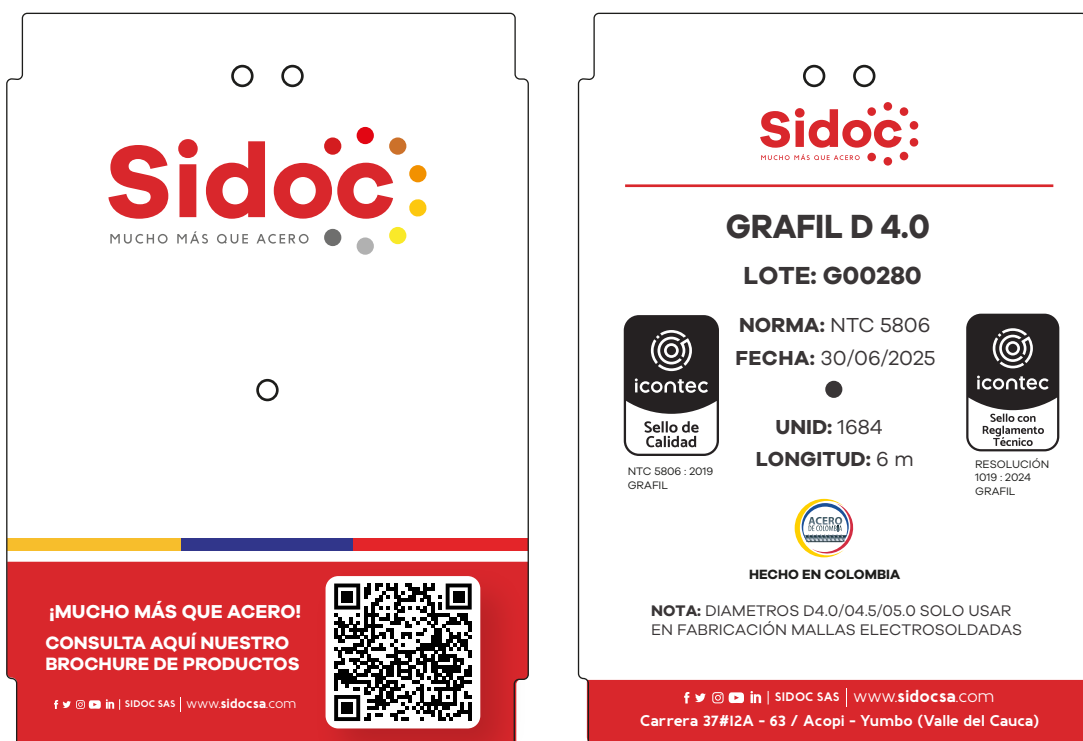 Sidoc
MUCHO MÁS QUE ACERO
¡MUCHO MÁS QUE ACERO!
CONSULTA AQUÍ NUESTRO
BROCHURE DE PRODUCTOS
SIDOC SAS | www.sidocsa.com
Sidoc
MUCHO MÁS QUE ACERO
GRAFIL D 4.0
LOTE: G00280
NORMA: NTC 5806
FECHA: 30/06/2025
UNID: 1684
LONGITUD: 6 m
icontec
Sello de
Calidad
NTC 5806 : 2019
GRAFIL
icontec
Sello con
Reglamento
Técnico
RESOLUCIÓN
1019 : 2024
GRAFIL
ACERO
DE COLOMBIA
HECHO EN COLOMBIA
NOTA: DIAMETROS D4.0/04.5/05.0 SOLO USAR
EN FABRICACIÓN MALLAS ELECTROSOLDADAS
SIDOC SAS | www.sidocsa.com
Carrera 37#12A - 63 / Acopi - Yumbo (Valle del Cauca)